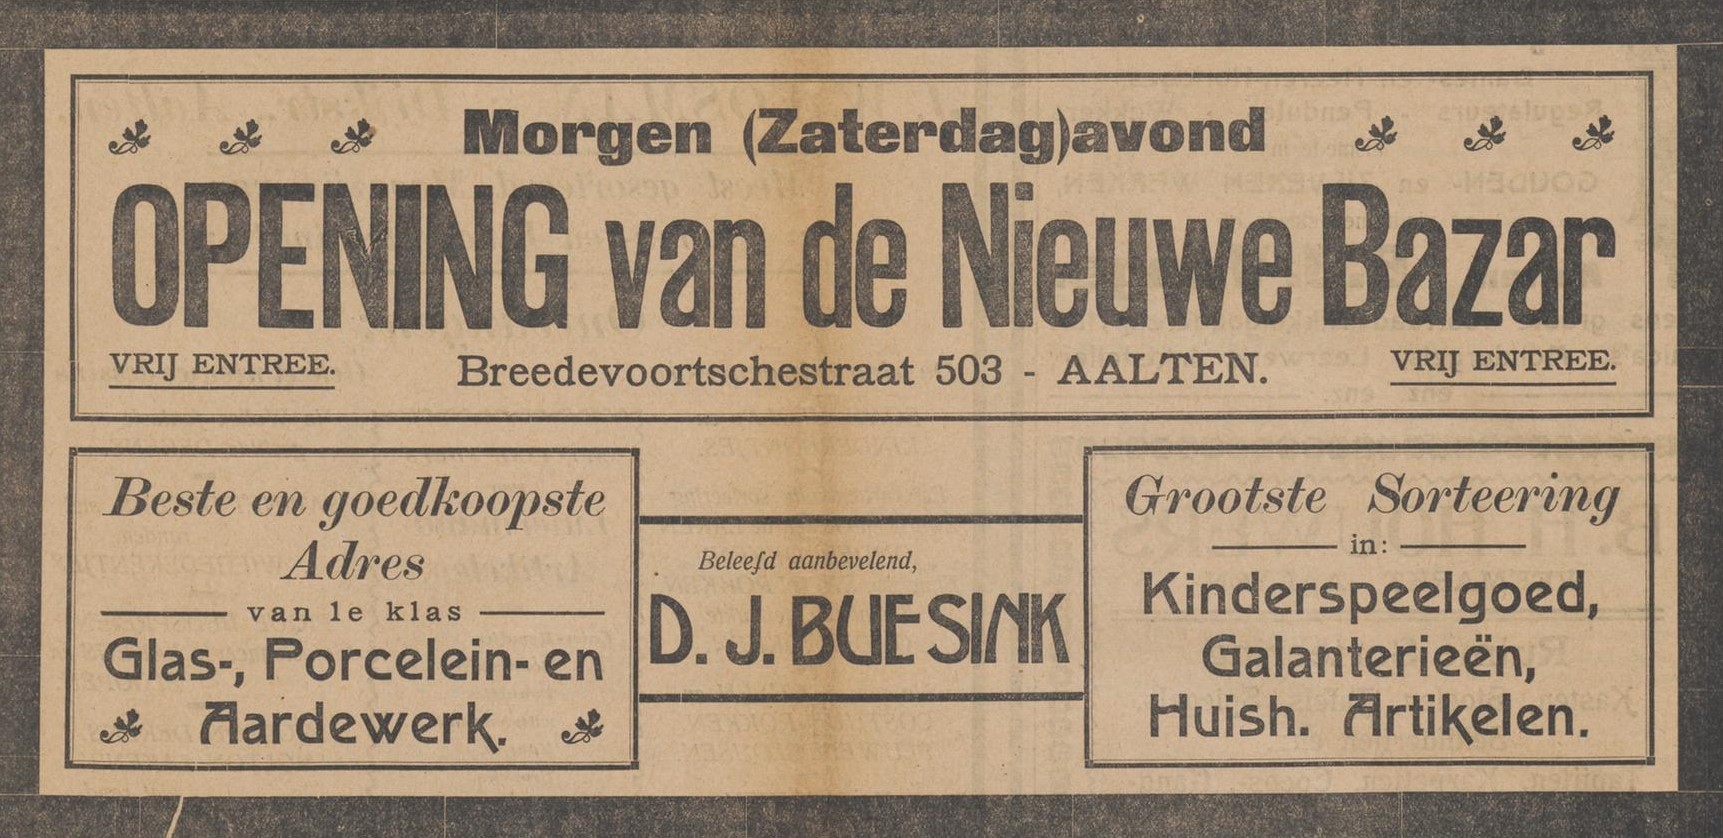 Morgen (Zaterdag)avond
OPENING van de Nieuwe Bazar
VRIJ ENTREE. Breedevoortschestraat 503 - AALTEN. VRIJ ENTREE.
Beste en goedkoopste
Adres
van 1e klas
Glas-, Porcelein- en
Aardewerk.
Beleefd aanbevelend,
D. J. BUESINK
Grootste Sorteering
in:
Kinderspeelgoed,
Galanterieën,
Huish. Artikelen.